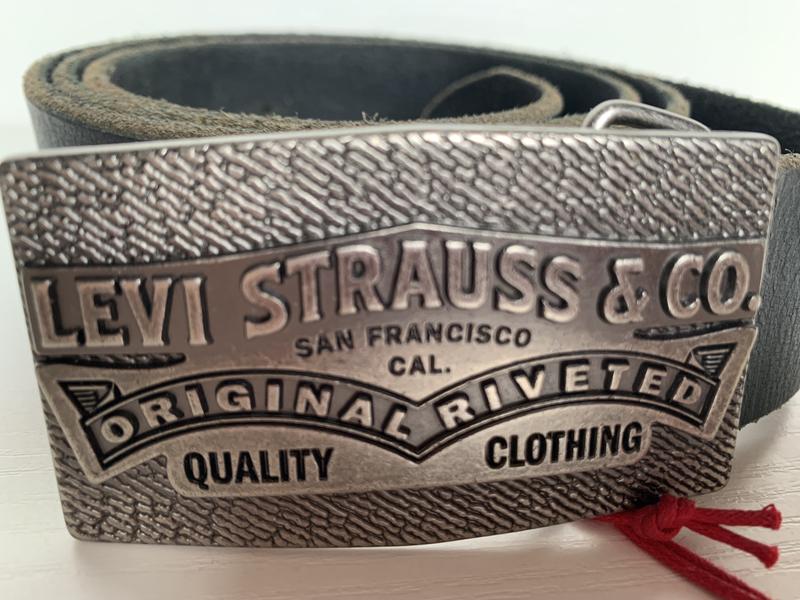 LEVI STRAUSS & CO.
SAN FRANCISCO
CAL.
ORIGINAL RIVETED
QUALITY CLOTHING